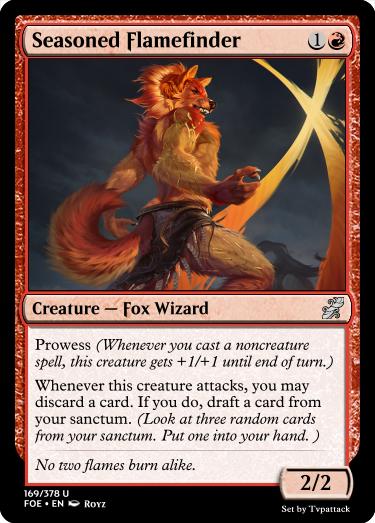 Seasoned Flamefinder
1
Creature — Fox Wizard
Prowess (Whenever you cast a noncreature
spell, this creature gets +1/+1 until end of turn.)
Whenever this creature attacks, you may
discard a card. If you do, draft a card from
your sanctum. (Look at three random cards
from your sanctum. Put one into your hand. )
No two flames burn alike.
2/2
169/378 U
FOE • EN Royz
Set by Tvpattack